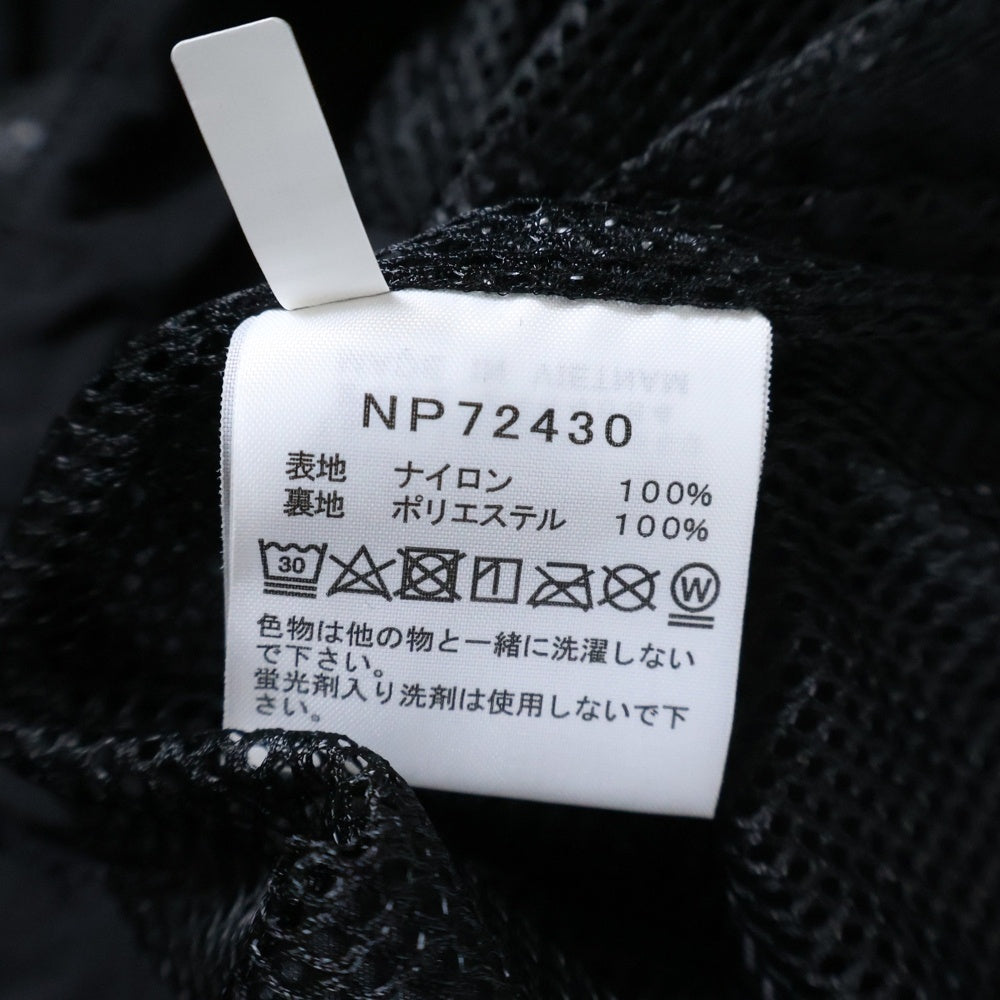 NP72430
表地 ナイロン 100%
裏地 ポリエステル 100%
30 W
色物は他の物と一緒に洗濯しない
で下さい。
蛍光剤入り洗剤は使用しないで下
さい。